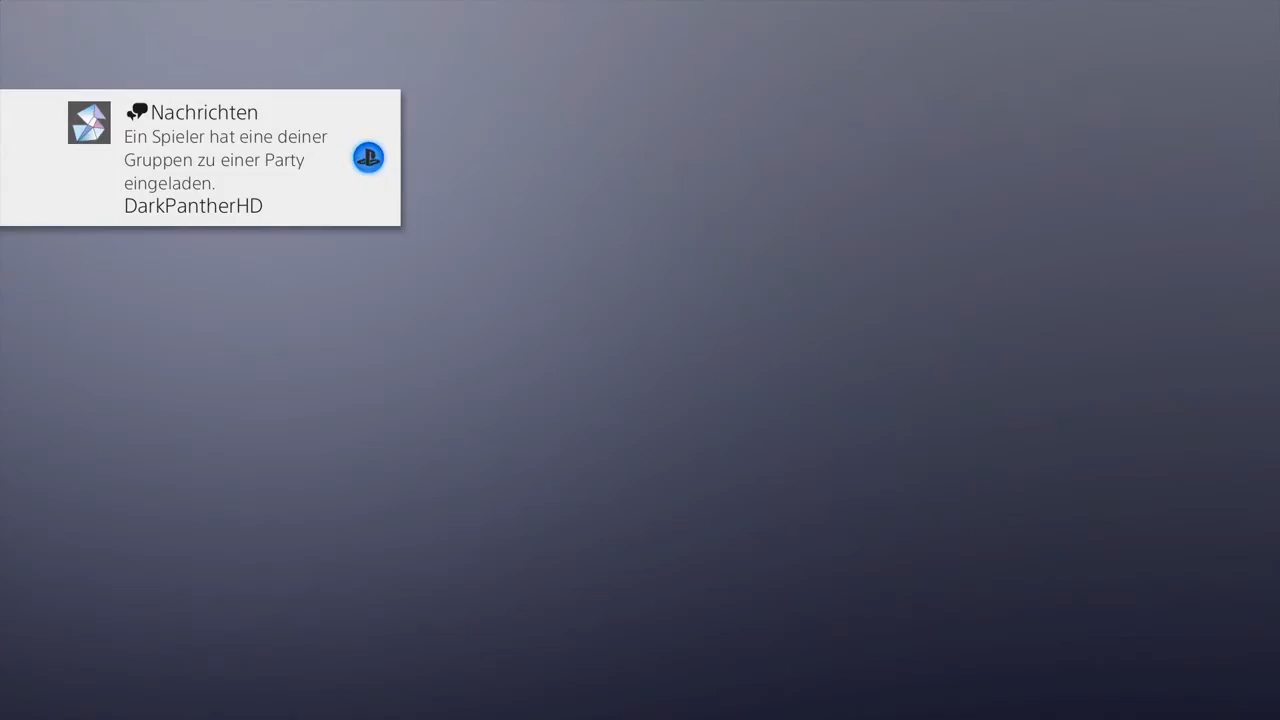 Nachrichten
Ein Spieler hat eine deiner
Gruppen zu einer Party
eingeladen.
DarkPantherHD